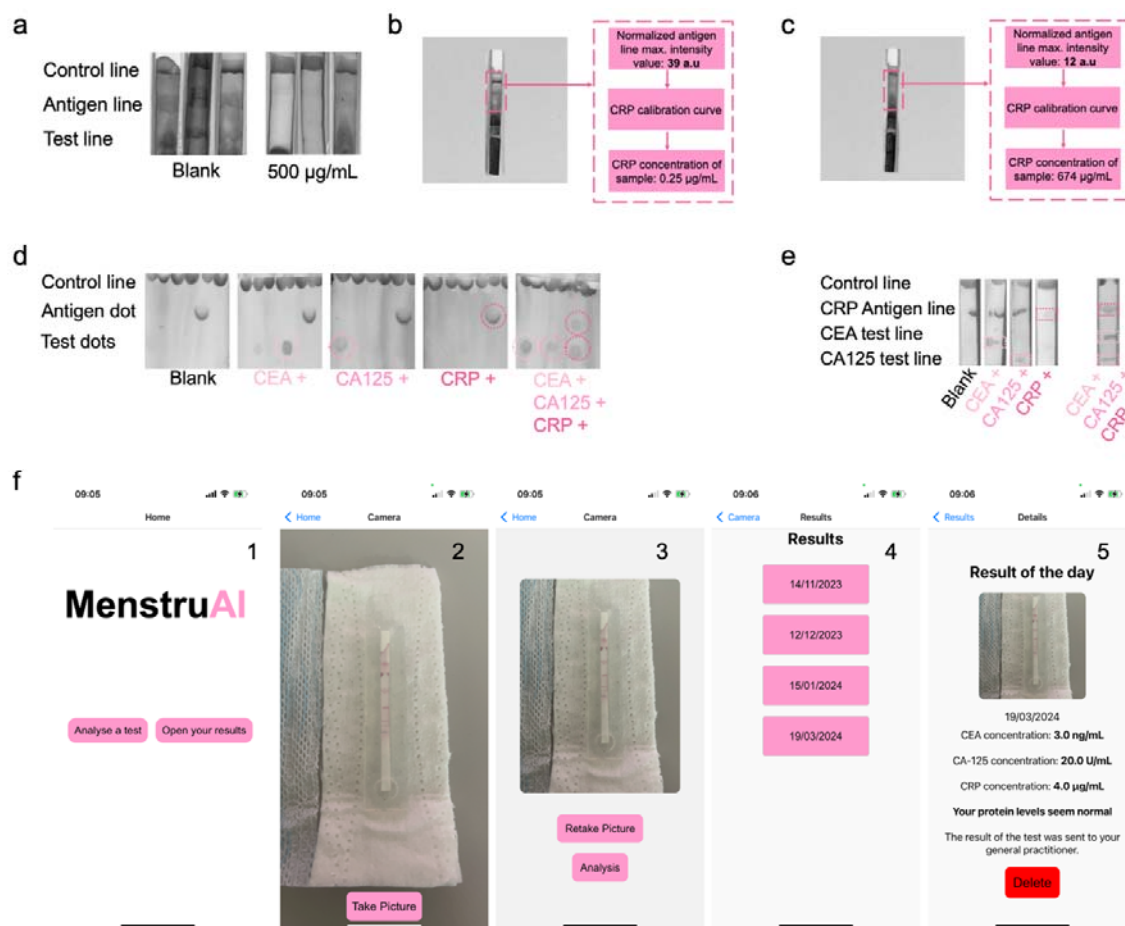 a
Control line
Antigen line
Test line
Blank
500 µg/mL
b
Normalized antigen
line max. intensity
value: 39 a.u
CRP calibration curve
CRP concentration of
sample: 0.25 µg/mL
c
Normalized antigen
line max. intensity
value: 12 a.u
CRP calibration curve
CRP concentration of
sample: 674 µg/mL
d
Control line
Antigen dot
Test dots
Blank
CEA +
CA125 +
CRP +
CEA +
CA125 +
CRP +
e
Control line
CRP Antigen line
CEA test line
CA125 test line
Blank
CEA +
CA125 +
CRP +
CEA +
CA125 +
CRP
f
09:05
Home
1
MenstruAI
Analyse a test
Open your results
09:05
Home
Camera
2
Take Picture
09:05
Home
Camera
3
Retake Picture
Analysis
09:06
Camera
Results
Results
4
14/11/2023
12/12/2023
15/01/2024
19/03/2024
09:06
Results
Details
5
Result of the day
19/03/2024
CEA concentration: 3.0 ng/mL
CA-125 concentration: 20.0 U/mL
CRP concentration: 4.0 µg/mL
Your protein levels seem normal
The result of the test was sent to your
general practitioner.
Delete